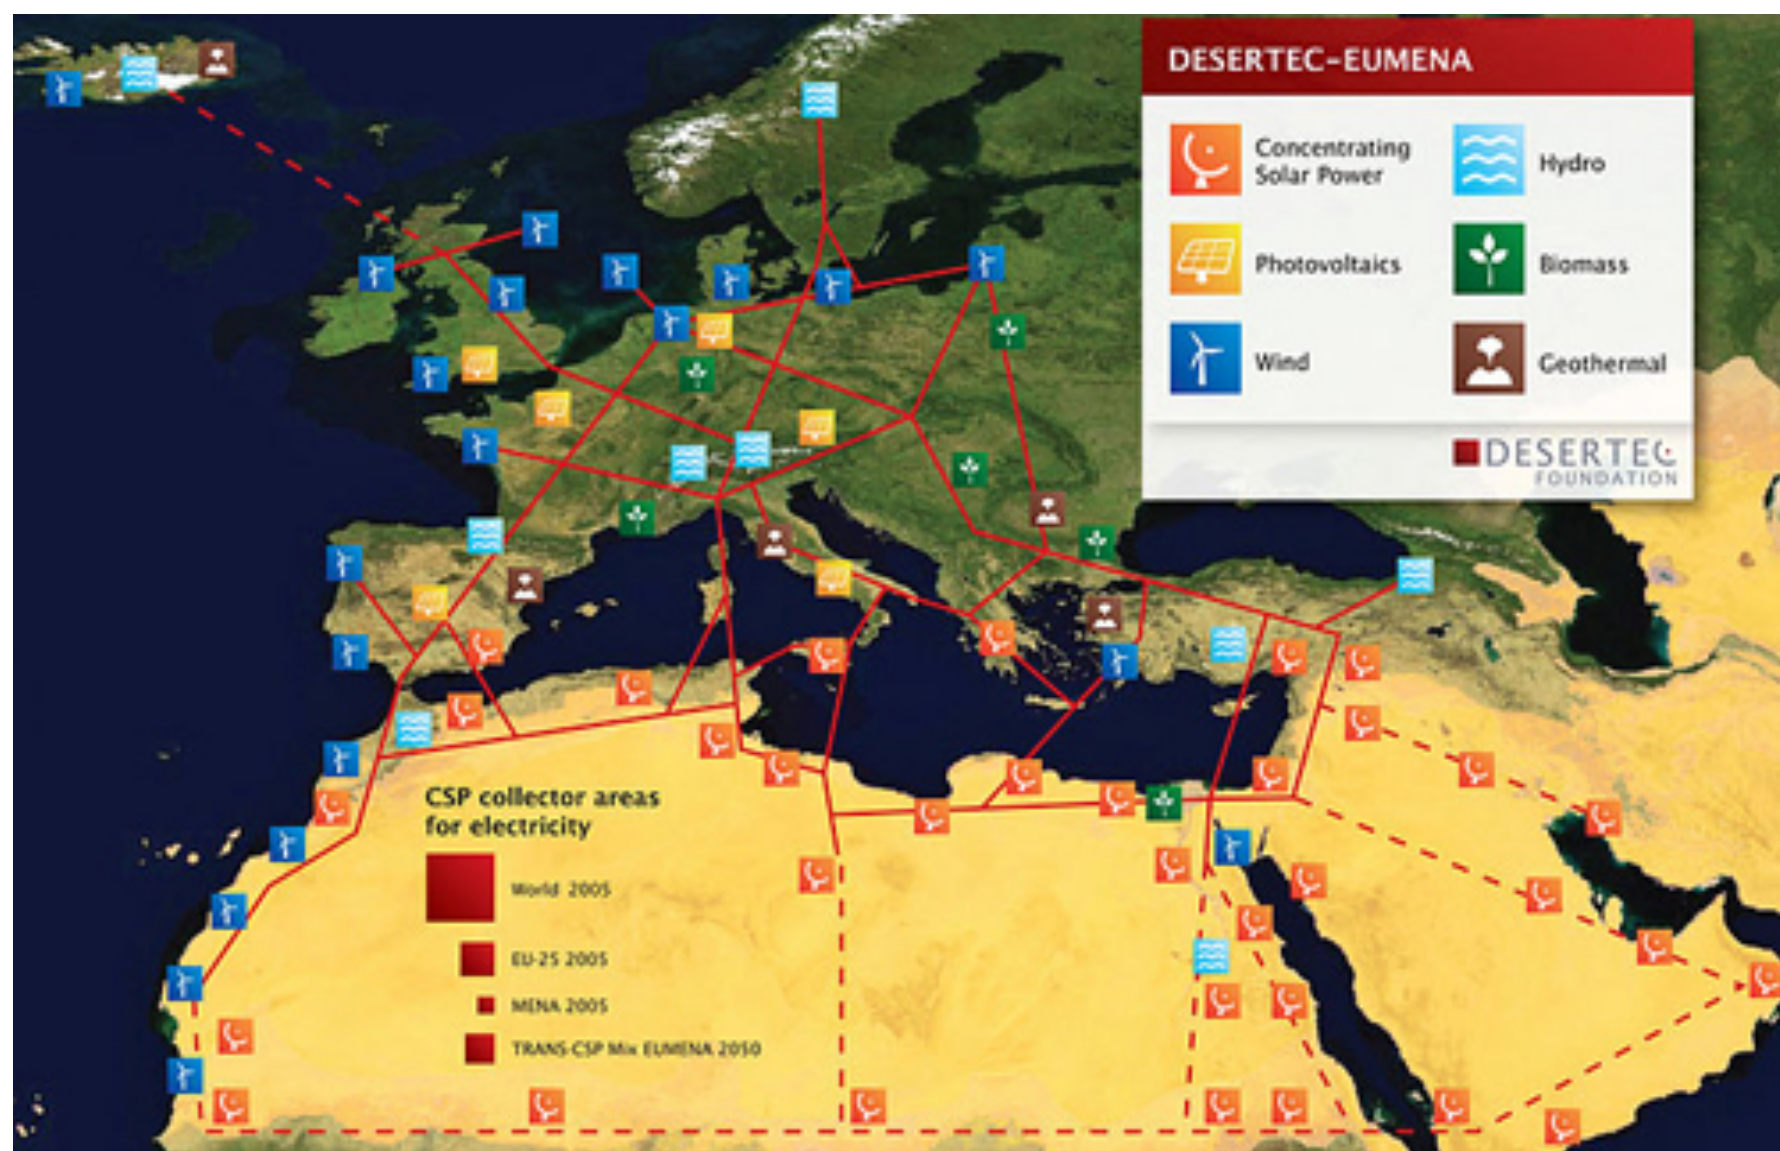 DESERTEC-EUMENA
Concentrating
Solar Power
Hydro
Photovoltaics
Biomass
Wind
Geothermal
DESERTEC
FOUNDATION
CSP collector areas
for electricity
World 2005
EU-25 2005
MENA 2005
TRANS-CSP Mix EUMENA 2050